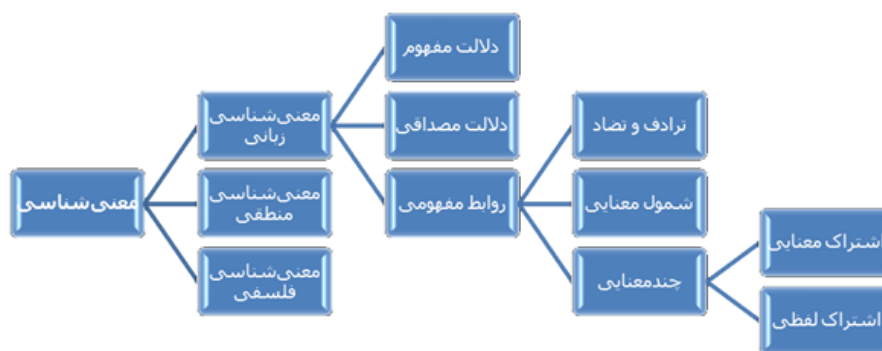 معنی‌شناسی
معنی‌شناسی
زبانی
معنی‌شناسی
منطقی
معنی‌شناسی
فلسفی
دلالت مفهوم
دلالت مصداقی
روابط مفهومی
ترادف و تضاد
شمول معنایی
چندمعنایی
اشتراک معنایی
اشتراک لفظی